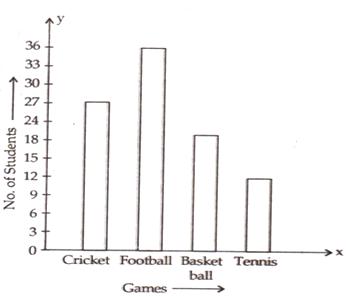 y
36
33
30
27
24
18
15
12
9
6
3
0
No. of Students
x
Cricket Football Basket ball Tennis
Games